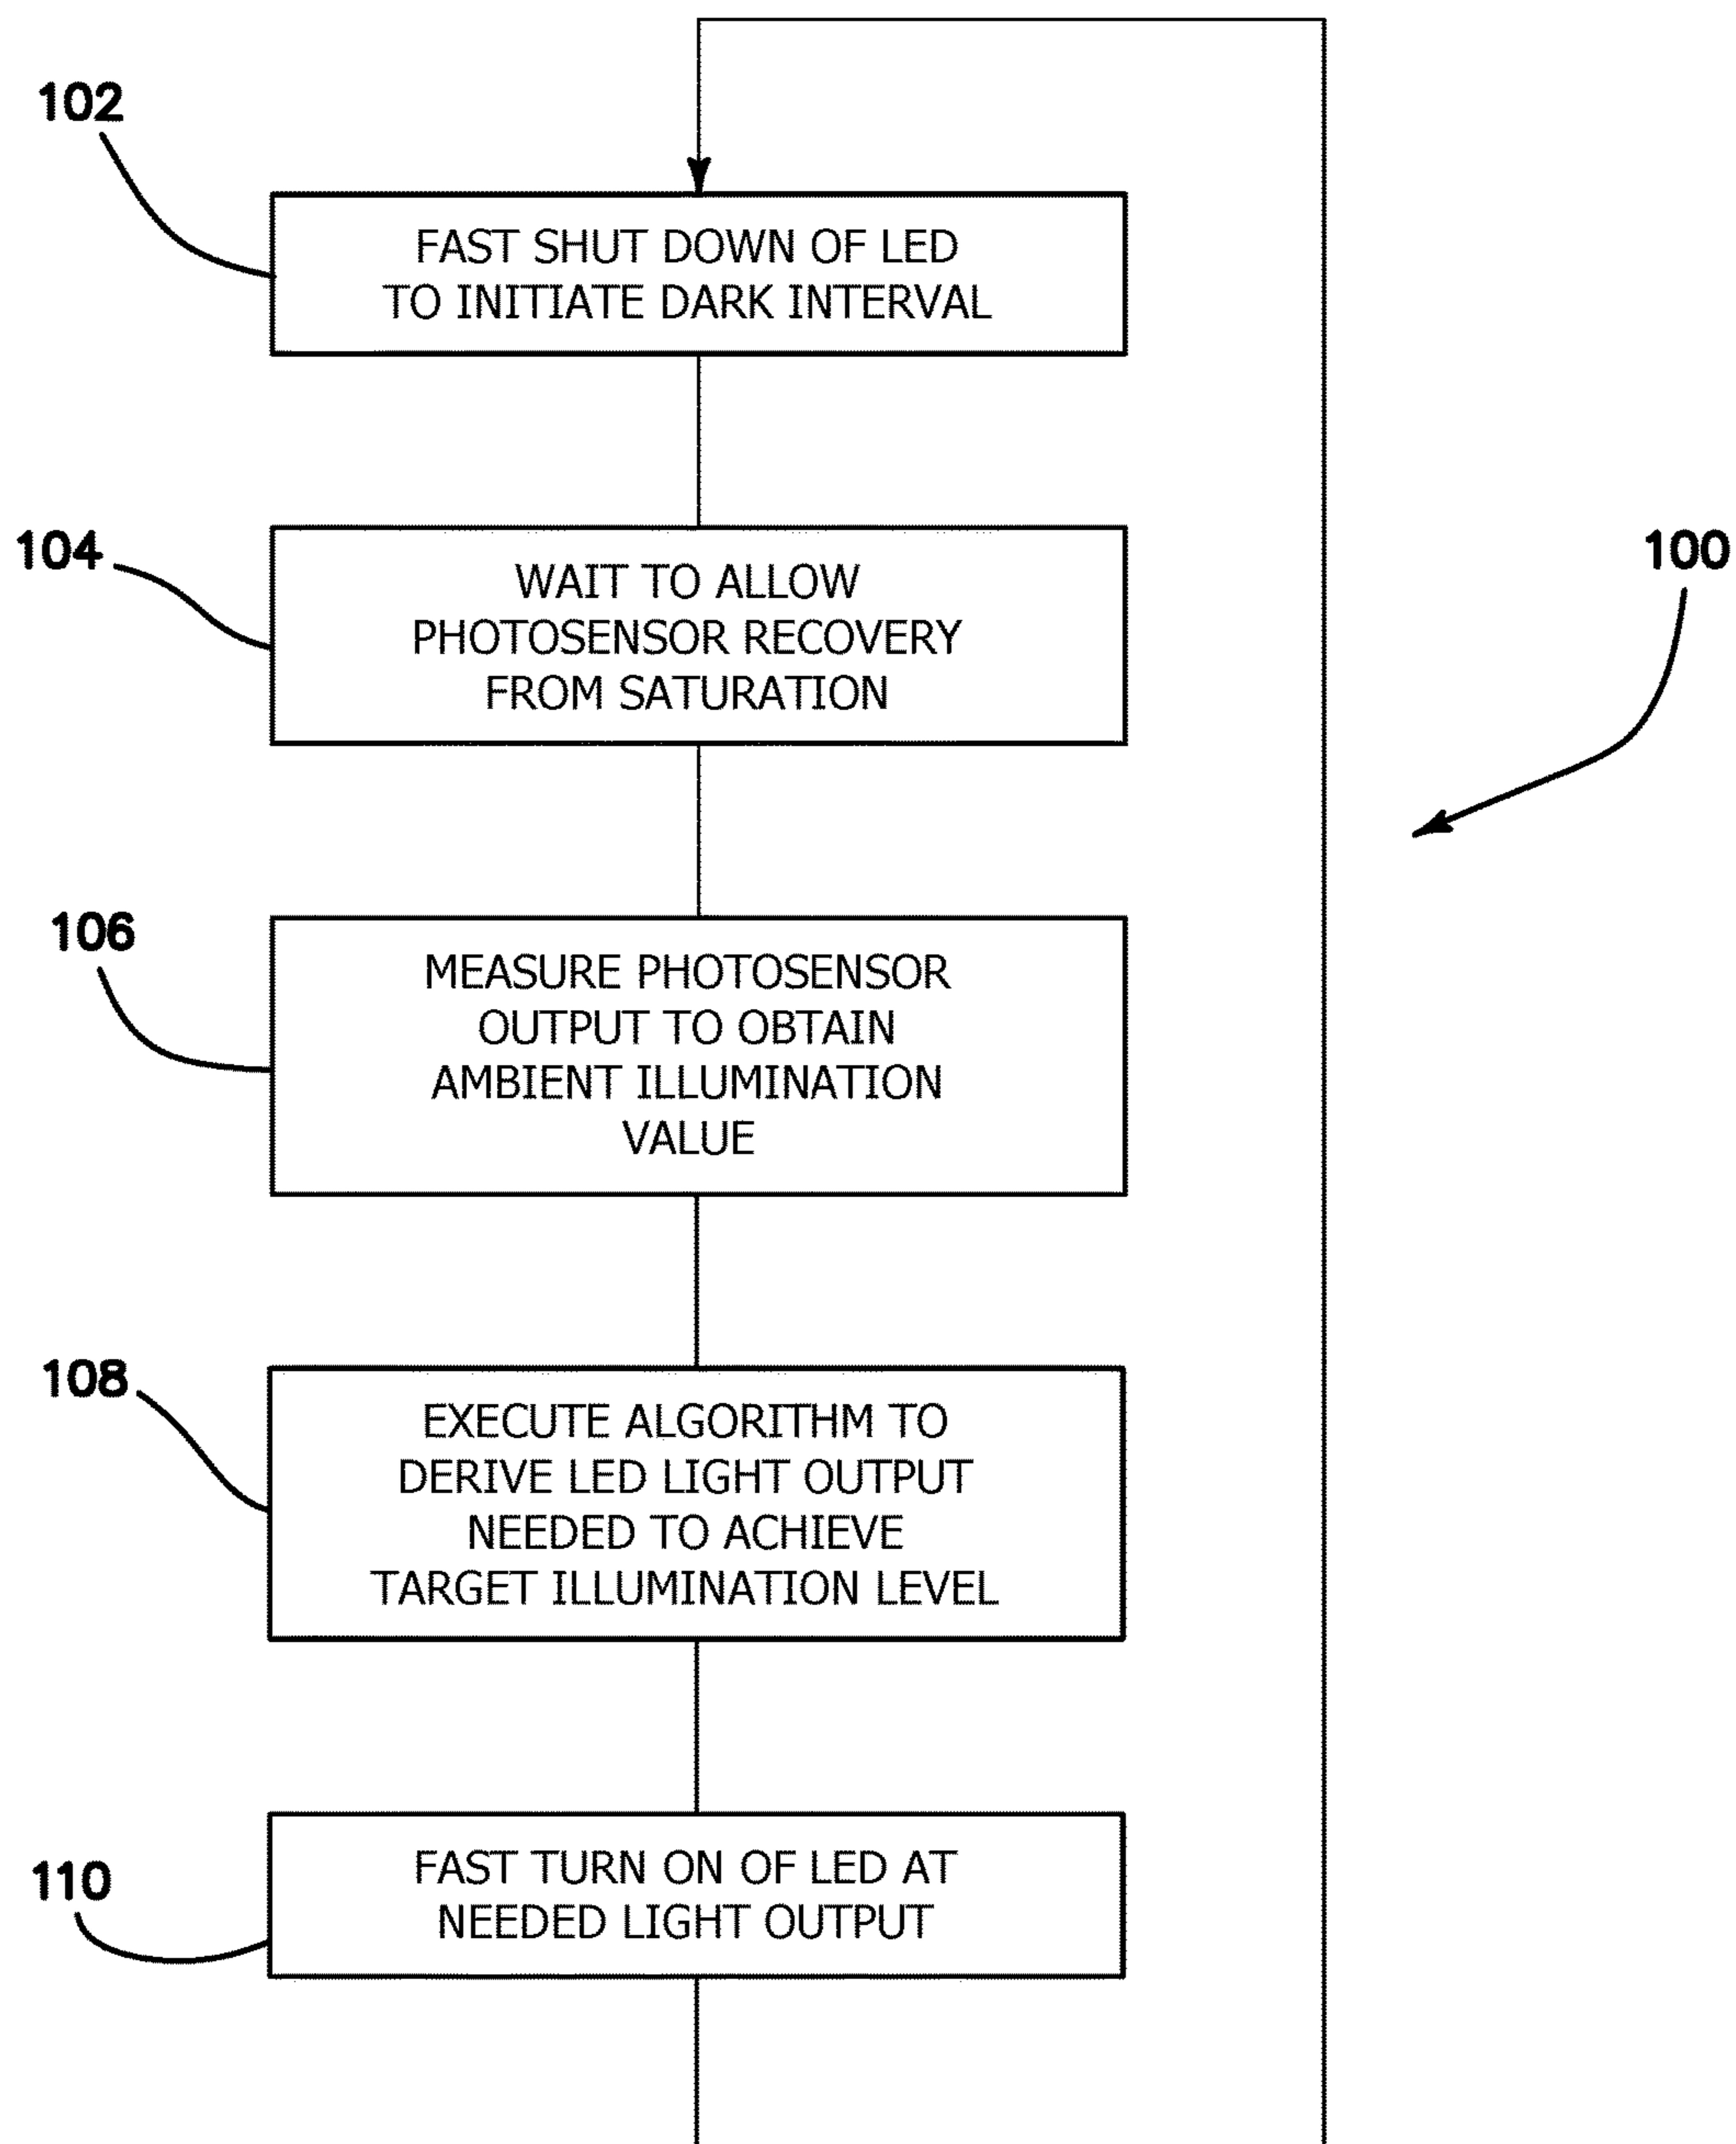 102
FAST SHUT DOWN OF LED
TO INITIATE DARK INTERVAL
104
WAIT TO ALLOW
PHOTOSENSOR RECOVERY
FROM SATURATION
100
106
MEASURE PHOTOSENSOR
OUTPUT TO OBTAIN
AMBIENT ILLUMINATION
VALUE
108
EXECUTE ALGORITHM TO
DERIVE LED LIGHT OUTPUT
NEEDED TO ACHIEVE
TARGET ILLUMINATION LEVEL
110
FAST TURN ON OF LED AT
NEEDED LIGHT OUTPUT